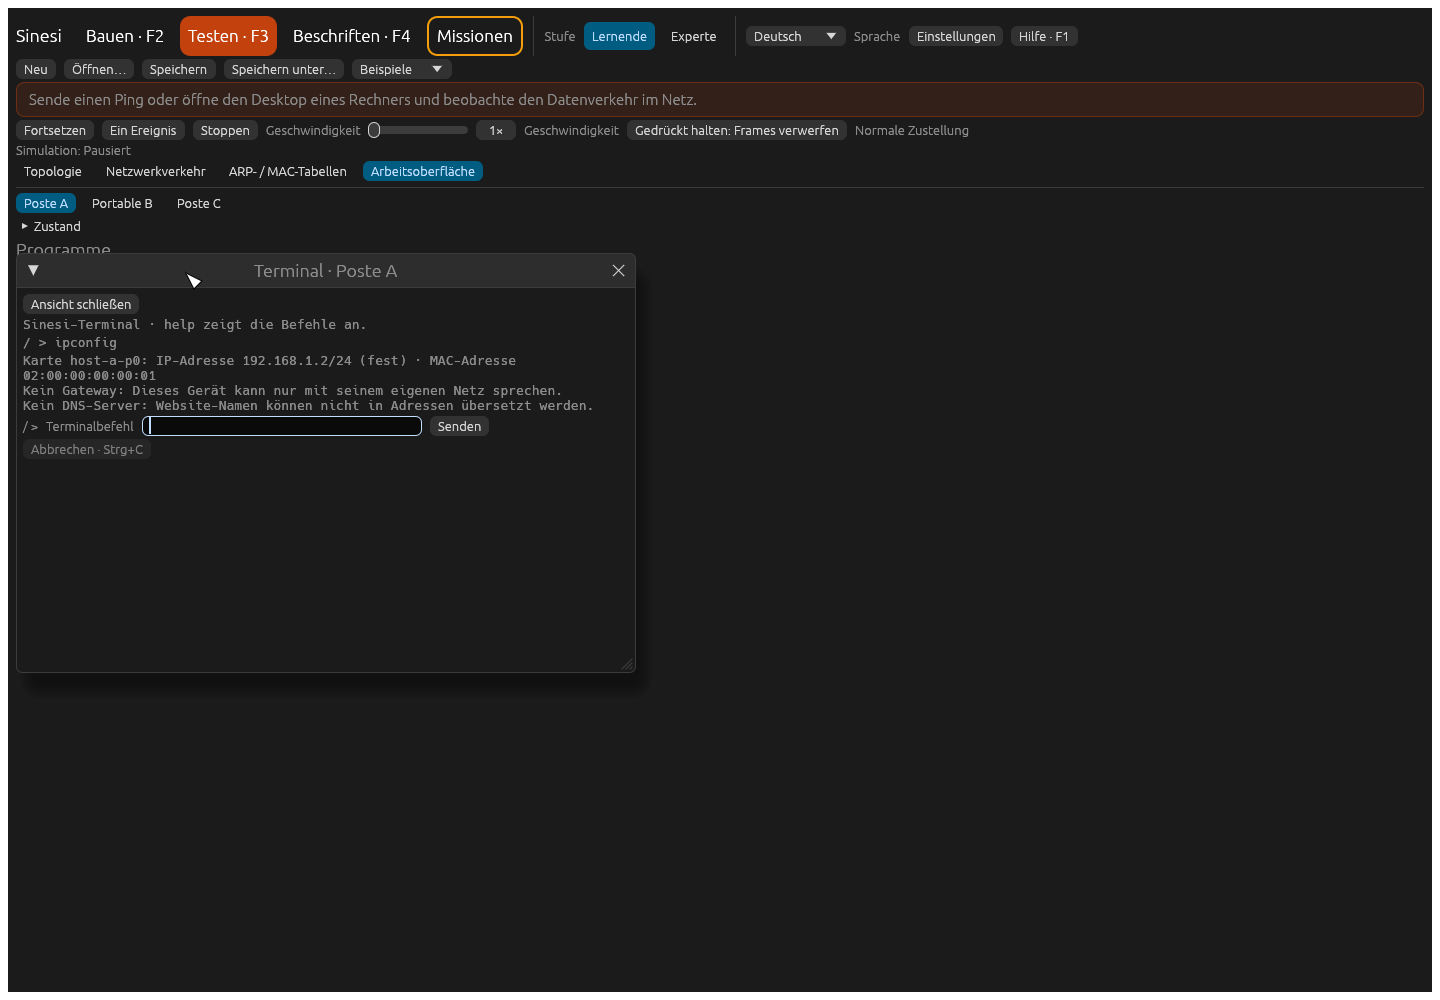 Sinesi Bauen · F2 Testen · F3 Beschriften · F4 Missionen Stufe Lernende Experte Deutsch Sprache Einstellungen Hilfe · F1
Neu Öffnen... Speichern Speichern unter... Beispiele
Sende einen Ping oder öffne den Desktop eines Rechners und beobachte den Datenverkehr im Netz.
Fortsetzen Ein Ereignis Stoppen Geschwindigkeit 1× Geschwindigkeit Gedrückt halten: Frames verwerfen Normale Zustellung
Simulation: Pausiert
Topologie Netzwerkverkehr ARP- / MAC-Tabellen Arbeitsoberfläche
Poste A Portable B Poste C
Zustand
Programme
Terminal · Poste A
Ansicht schließen
Sinesi-Terminal · help zeigt die Befehle an.
/ > ipconfig
Karte host-a-p0: IP-Adresse 192.168.1.2/24 (fest) · MAC-Adresse
02:00:00:00:00:01
Kein Gateway: Dieses Gerät kann nur mit seinem eigenen Netz sprechen.
Kein DNS-Server: Website-Namen können nicht in Adressen übersetzt werden.
/ > Terminalbefehl Senden
Abbrechen · Strg+C